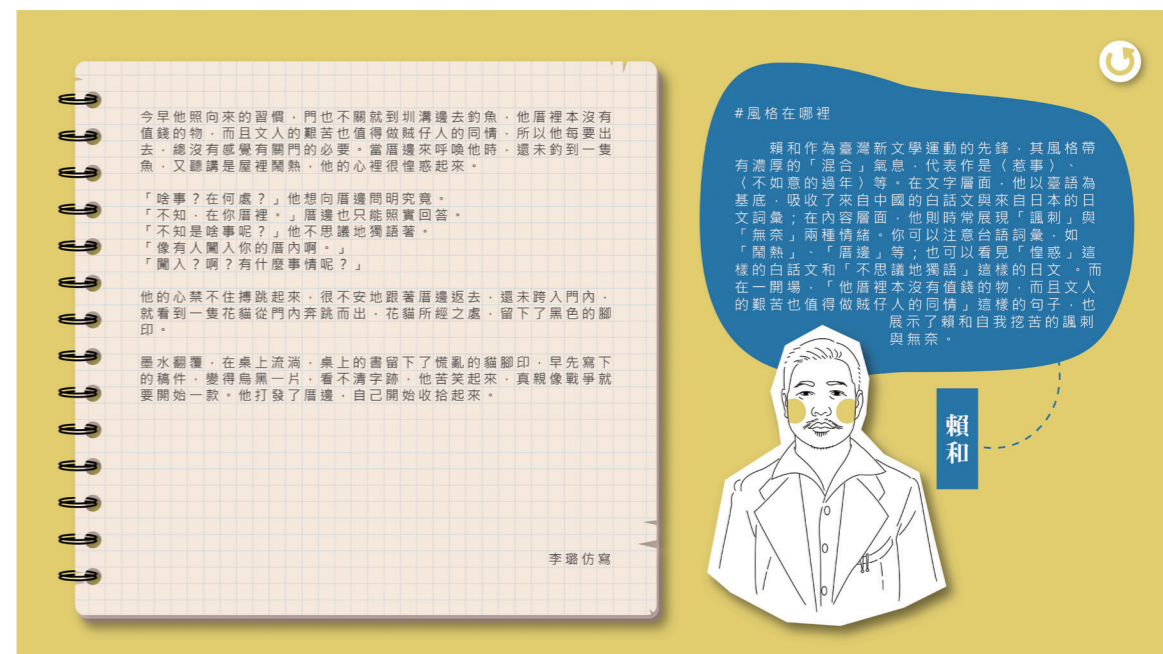 今早他照向來的習慣，門也不關就到圳溝邊去釣魚，他厝裡本沒有
值錢的物，而且文人的艱苦也值得做賊仔人的同情，所以他每要出
去，總沒有感覺有關門的必要。當厝邊來呼喚他時，還未釣到一隻
魚，又聽講是屋裡鬧熱，他的心裡很惶惑起來。
「啥事？在何處？」他想向厝邊問明究竟。
「不知，在你厝裡。」厝邊也只能照實回答。
「不知是啥事呢？」他不思議地獨語著。
「像有人闖入你的厝內啊。」
「闖入？啊？有什麼事情呢？」
他的心禁不住搏跳起來，很不安地跟著厝邊返去，還未跨入門內，
就看到一隻花貓從門內奔跳而出，花貓所經之處，留下了黑色的腳
印。
墨水翻覆，在桌上流淌，桌上的書留下了慌亂的貓腳印，早先寫下
的稿件，變得烏黑一片，看不清字跡，他苦笑起來，真親像戰爭就
要開始一款。他打發了厝邊，自己開始收拾起來。
李璐仿寫
#風格在哪裡
賴和作為臺灣新文學運動的先鋒，其風格帶
有濃厚的「混合」氣息，代表作是〈惹事〉、
〈不如意的過年〉等。在文字層面，他以臺語為
基底，吸收了來自中國的白話文與來自日本的日
文詞彙；在內容層面，他則時常展現「諷刺」與
「無奈」兩種情緒。你可以注意台語詞彙，如
「鬧熱」、「厝邊」等；也可以看見「惶惑」這
樣的白話文和「不思議地獨語」這樣的日文 。而
在一開場，「他厝裡本沒有值錢的物，而且文人
的艱苦也值得做賊仔人的同情」這樣的句子，也
展示了賴和自我挖苦的諷刺
與無奈。
賴和